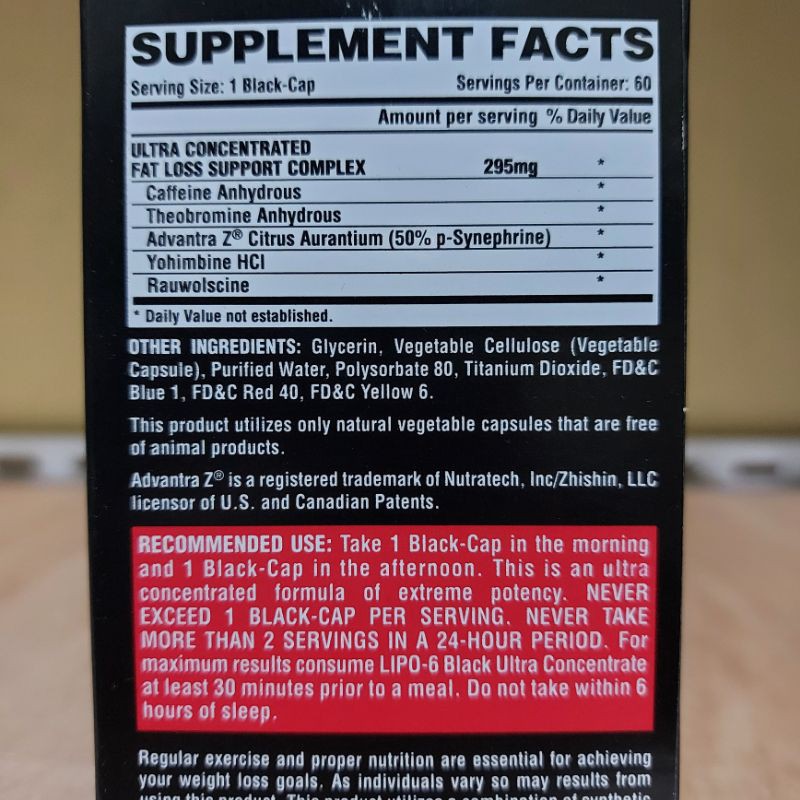 SUPPLEMENT FACTS
Serving Size: 1 Black-Cap Servings Per Container: 60
Amount per serving % Daily Value
ULTRA CONCENTRATED
FAT LOSS SUPPORT COMPLEX 295mg *
Caffeine Anhydrous *
Theobromine Anhydrous *
Advantra Z® Citrus Aurantium (50% p-Synephrine) *
Yohimbine HCl *
Rauwolscine *
* Daily Value not established.
OTHER INGREDIENTS: Glycerin, Vegetable Cellulose (Vegetable
Capsule), Purified Water, Polysorbate 80, Titanium Dioxide, FD&C
Blue 1, FD&C Red 40, FD&C Yellow 6.
This product utilizes only natural vegetable capsules that are free
of animal products.
Advantra Z® is a registered trademark of Nutratech, Inc/Zhishin, LLC
licensor of U.S. and Canadian Patents.
RECOMMENDED USE: Take 1 Black-Cap in the morning
and 1 Black-Cap in the afternoon. This is an ultra
concentrated formula of extreme potency. NEVER
EXCEED 1 BLACK-CAP PER SERVING. NEVER TAKE
MORE THAN 2 SERVINGS IN A 24-HOUR PERIOD. For
maximum results consume LIPO-6 Black Ultra Concentrate
at least 30 minutes prior to a meal. Do not take within 6
hours of sleep.
Regular exercise and proper nutrition are essential for achieving
your weight loss goals. As individuals vary so may results from
using this product. This product utilizes a combination of synthetic